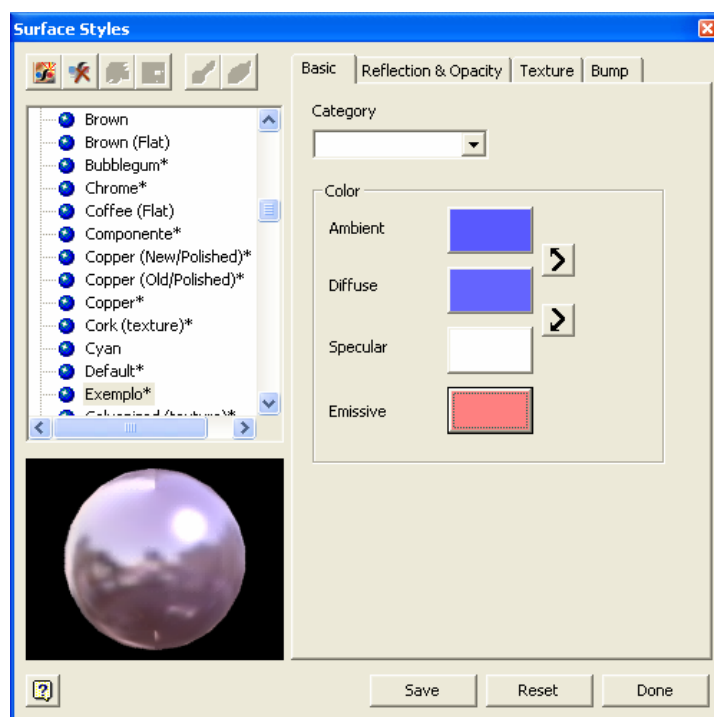 Surface Styles
Basic
Reflection & Opacity
Texture
Bump
Brown
Brown (Flat)
Bubblegum*
Chrome*
Coffee (Flat)
Componente*
Copper (New/Polished)*
Copper (Old/Polished)*
Copper*
Cork (texture)*
Cyan
Default*
Exemplo*
Category
Color
Ambient
Diffuse
Specular
Emissive
Save
Reset
Done